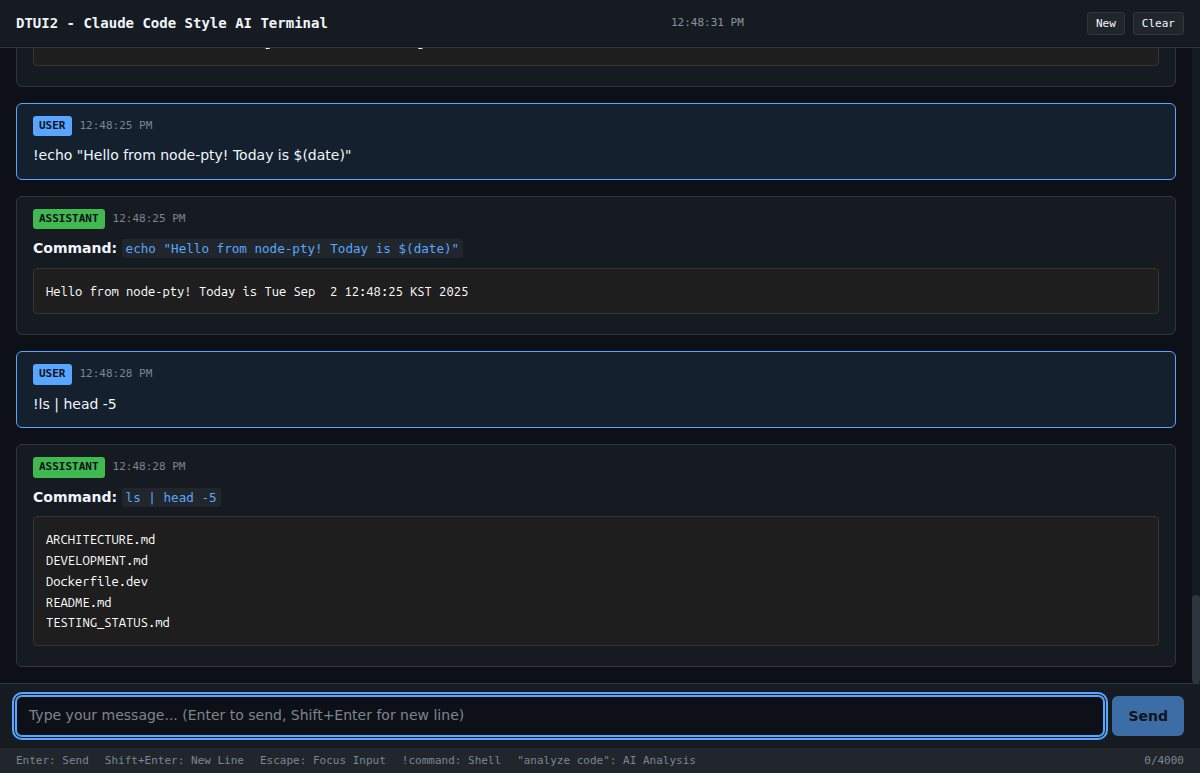 DTUI2 - Claude Code Style AI Terminal
12:48:31 PM
New
Clear
USER 12:48:25 PM
!echo "Hello from node-pty! Today is $(date)"
ASSISTANT 12:48:25 PM
Command: echo "Hello from node-pty! Today is $(date)"
Hello from node-pty! Today is Tue Sep  2 12:48:25 KST 2025
USER 12:48:28 PM
!ls | head -5
ASSISTANT 12:48:28 PM
Command: ls | head -5
ARCHITECTURE.md
DEVELOPMENT.md
Dockerfile.dev
README.md
TESTING_STATUS.md
Type your message... (Enter to send, Shift+Enter for new line)
Send
Enter: Send Shift+Enter: New Line Escape: Focus Input !command: Shell "analyze code": AI Analysis 0/4000